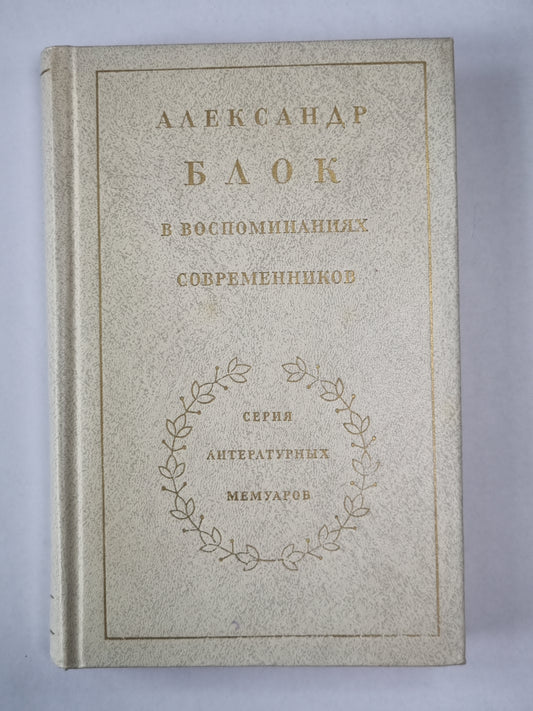 АЛЕКСАНДР
БЛОК
В ВОСПОМИНАНИЯХ
СОВРЕМЕННИКОВ
СЕРИЯ
ЛИТЕРАТУРНЫХ
МЕМУАРОВ